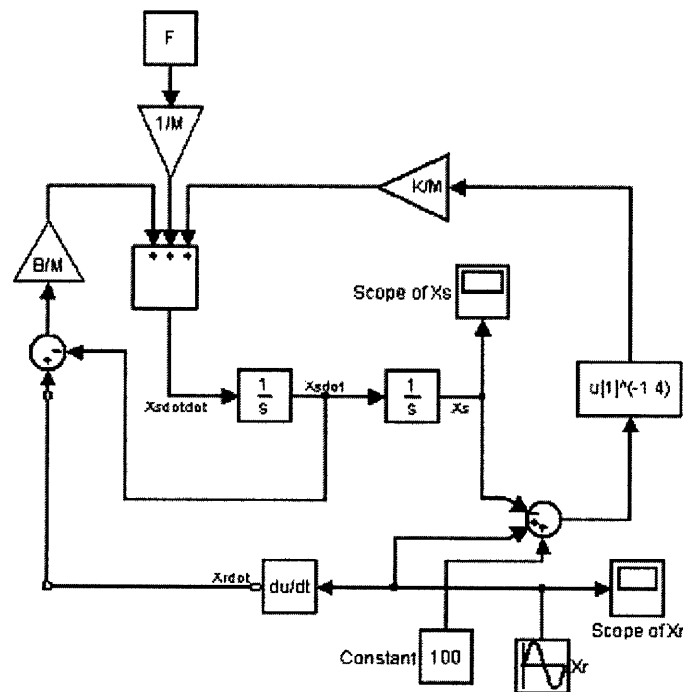 F
1/M
K/M
B/M
+ + +
Scope of Xs
-
+
1/s
Xsdot
1/s
Xs
Xsdotdot
u[1]^(-1.4)
-
+
+
Xrdot
du/dt
Scope of Xr
Constant
100
Xr